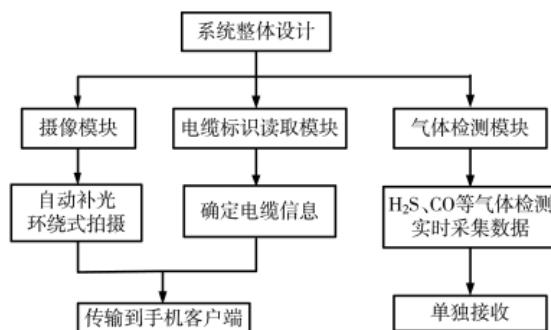 系统整体设计
摄像模块
电缆标识读取模块
气体检测模块
自动补光
环绕式拍摄
确定电缆信息
H₂S、CO等气体检测
实时采集数据
传输到手机客户端
单独接收